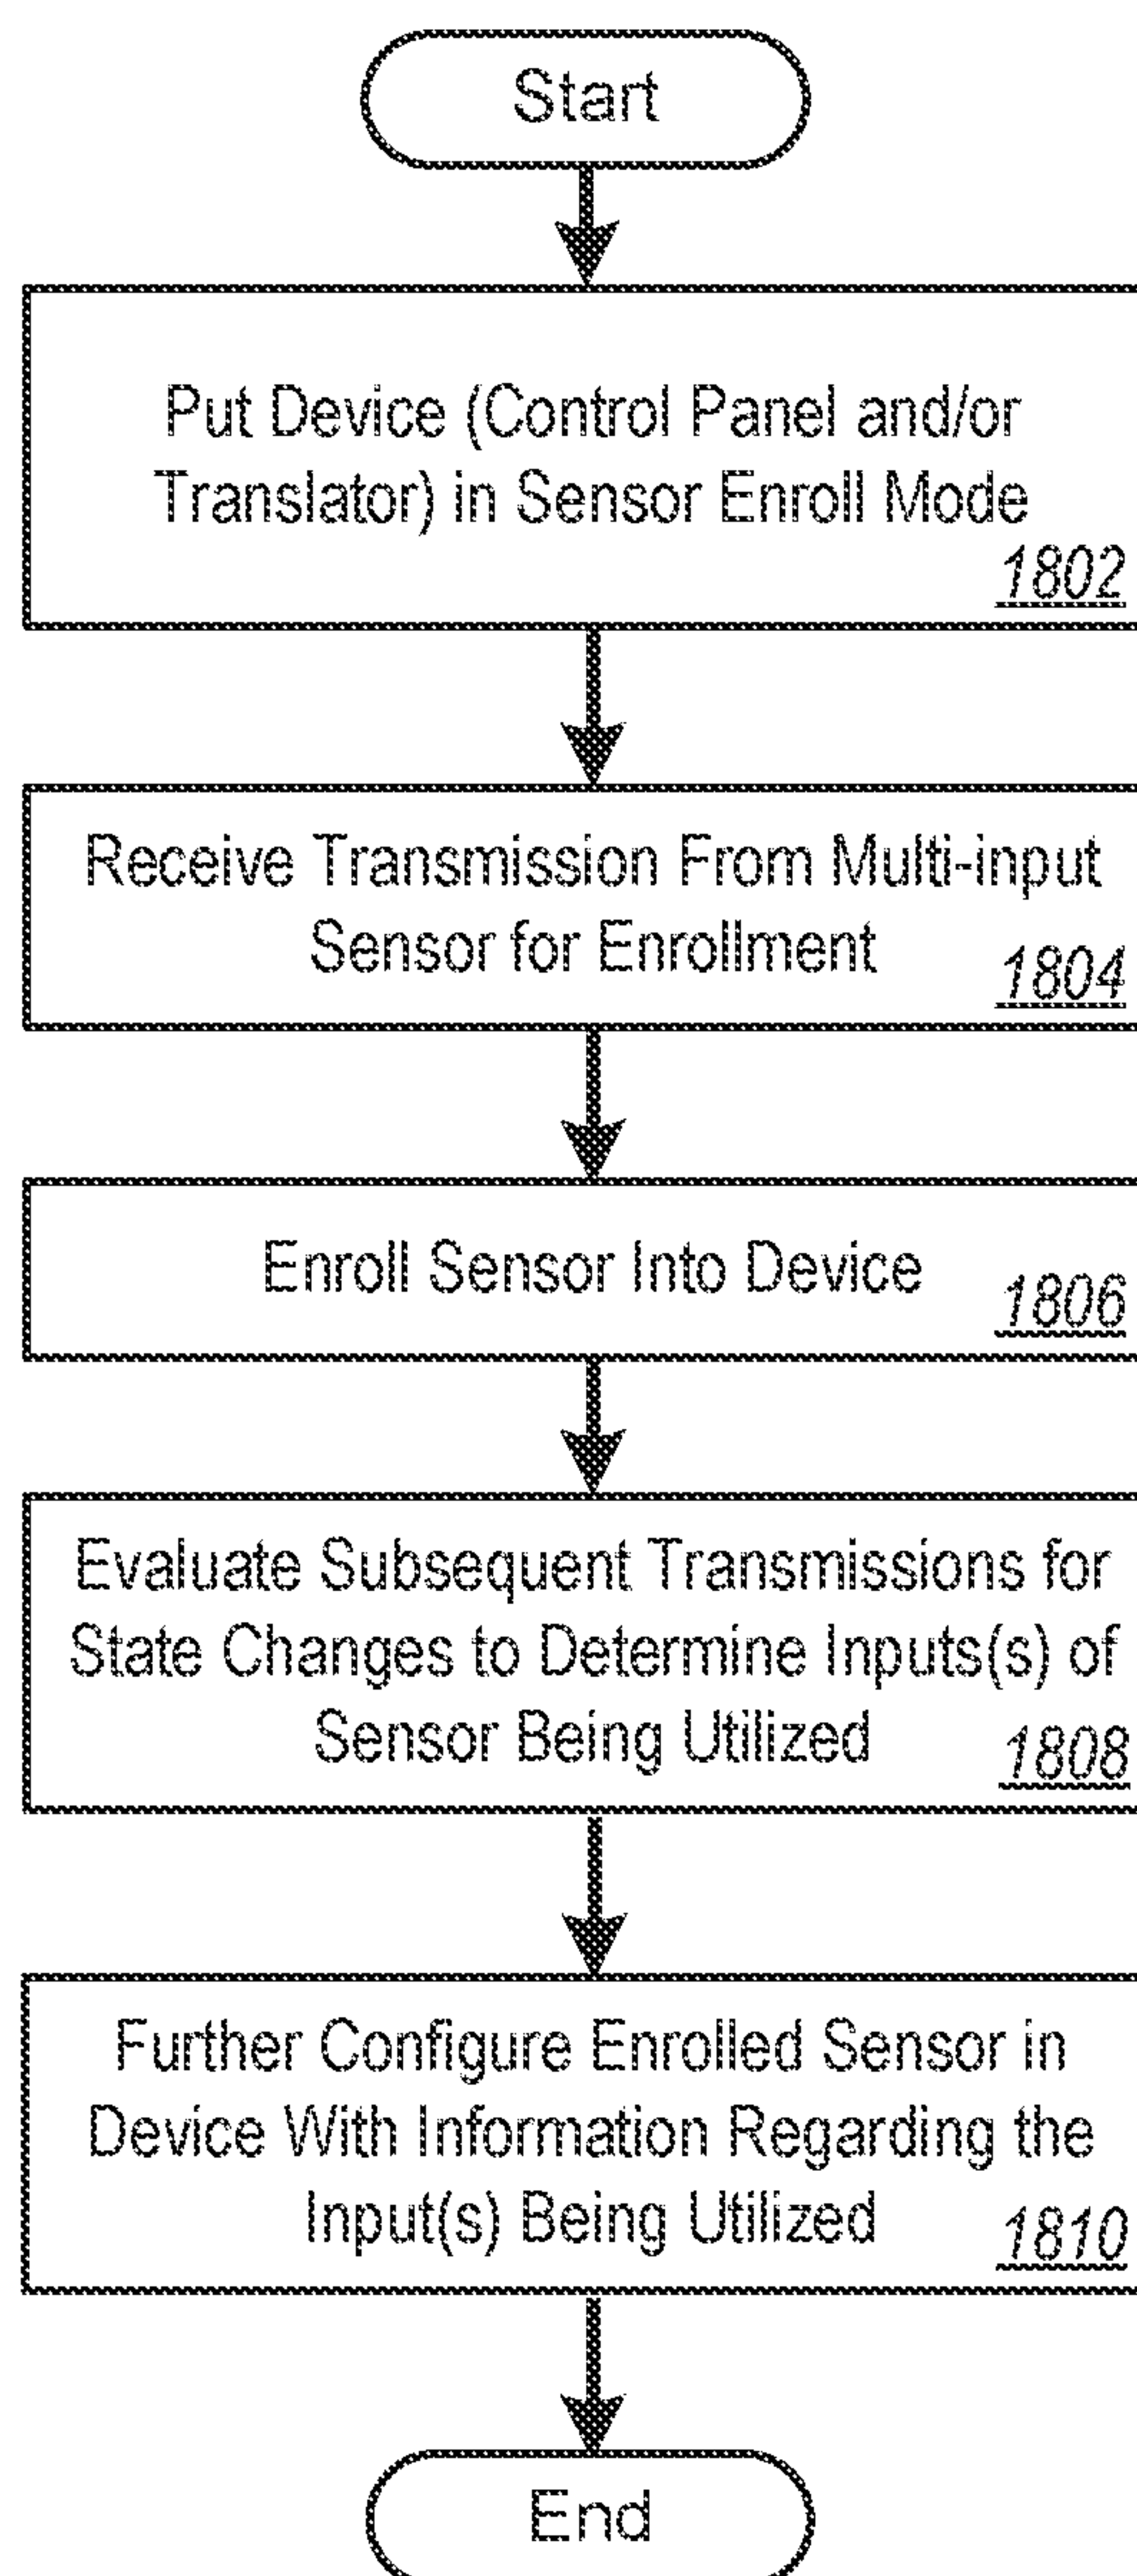 Start
Put Device (Control Panel and/or
Translator) in Sensor Enroll Mode
1802
Receive Transmission From Multi-input
Sensor for Enrollment
1804
Enroll Sensor Into Device
1806
Evaluate Subsequent Transmissions for
State Changes to Determine Inputs(s) of
Sensor Being Utilized
1808
Further Configure Enrolled Sensor in
Device With Information Regarding the
Input(s) Being Utilized
1810
End